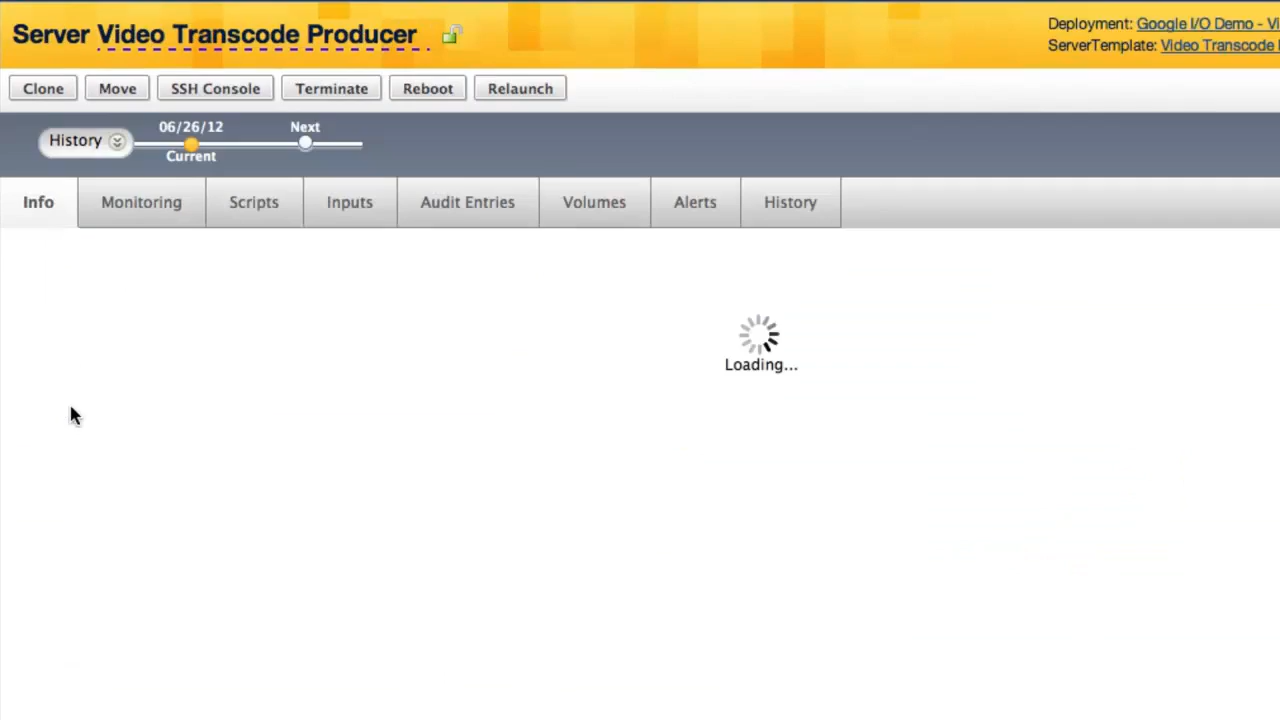 Server Video Transcode Producer
Deployment: Google I/O Demo -
ServerTemplate: Video Transcode
Clone Move SSH Console Terminate Reboot Relaunch
History 06/26/12 Next
Current
Info Monitoring Scripts Inputs Audit Entries Volumes Alerts History
Loading...